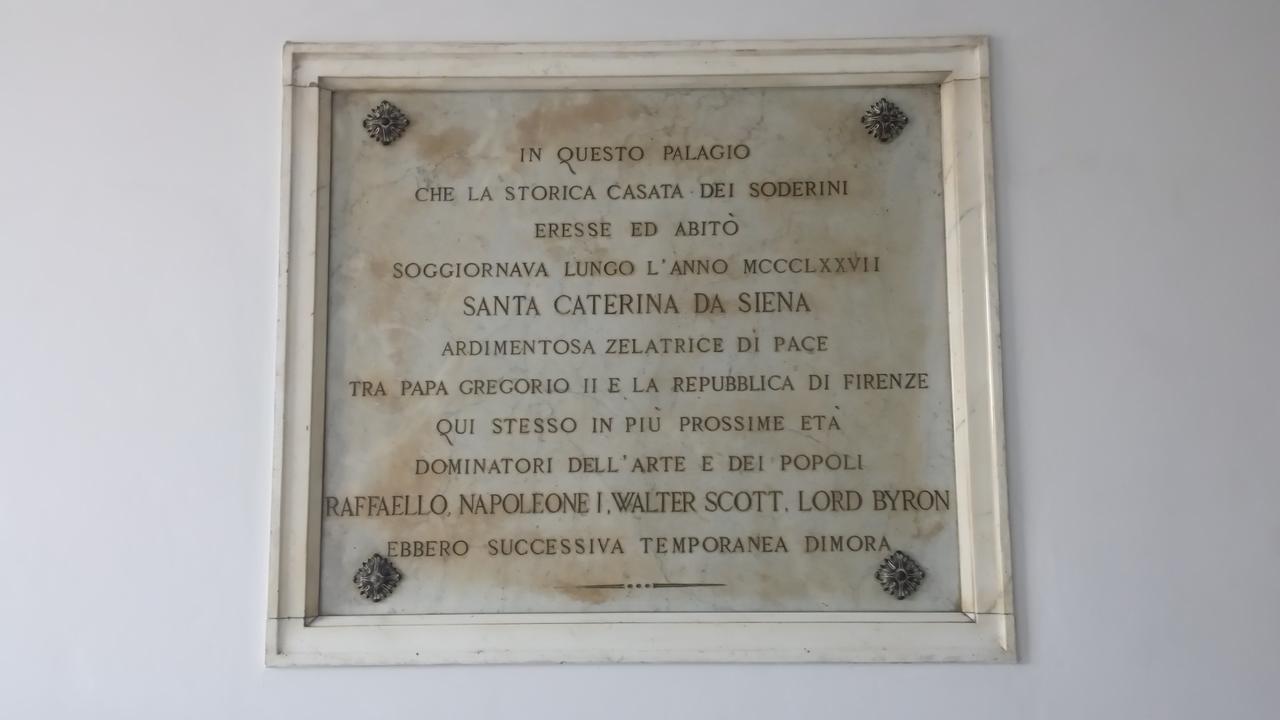 IN QUESTO PALAGIO
CHE LA STORICA CASATA DEI SODERINI
ERESSE ED ABITÒ
SOGGIORNAVA LUNGO L'ANNO MCCCLXXVII
SANTA CATERINA DA SIENA
ARDIMENTOSA ZELATRICE DI PACE
TRA PAPA GREGORIO II E LA REPUBBLICA DI FIRENZE
QUI STESSO IN PIÙ PROSSIME ETÀ
DOMINATORI DELL'ARTE E DEI POPOLI
RAFFAELLO, NAPOLEONE I, WALTER SCOTT, LORD BYRON
EBBERO SUCCESSIVA TEMPORANEA DIMORA